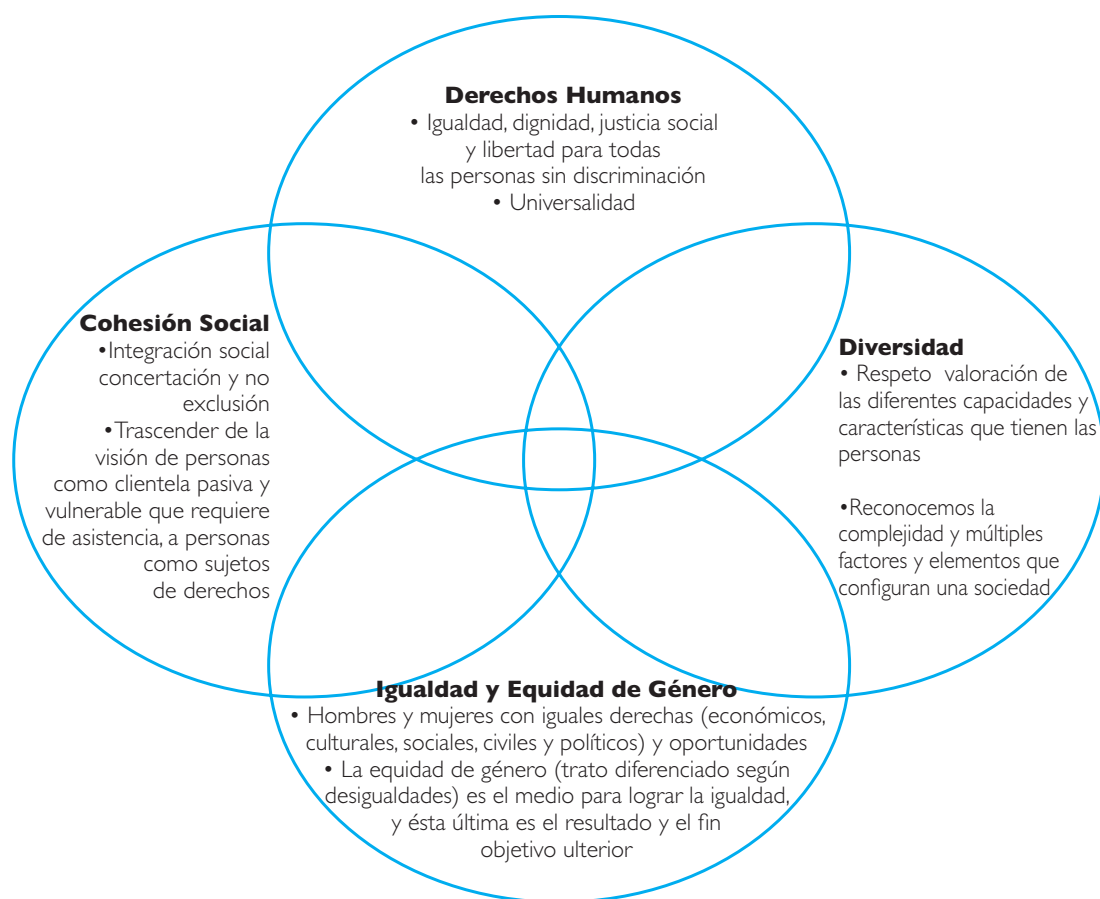 Derechos Humanos
• Igualdad, dignidad, justicia social
y libertad para todas
las personas sin discriminación
• Universalidad
Cohesión Social
•Integración social
concertación y no
exclusión
•Trascender de la
visión de personas
como clientela pasiva y
vulnerable que requiere
de asistencia, a personas
como sujetos
de derechos
Diversidad
• Respeto valoración de
las diferentes capacidades y
características que tienen las
personas
•Reconocemos la
complejidad y múltiples
factores y elementos que
configuran una sociedad
Igualdad y Equidad de Género
• Hombres y mujeres con iguales derechas (económicos,
culturales, sociales, civiles y políticos) y oportunidades
• La equidad de género (trato diferenciado según
desigualdades) es el medio para lograr la igualdad,
y ésta última es el resultado y el fin
objetivo ulterior